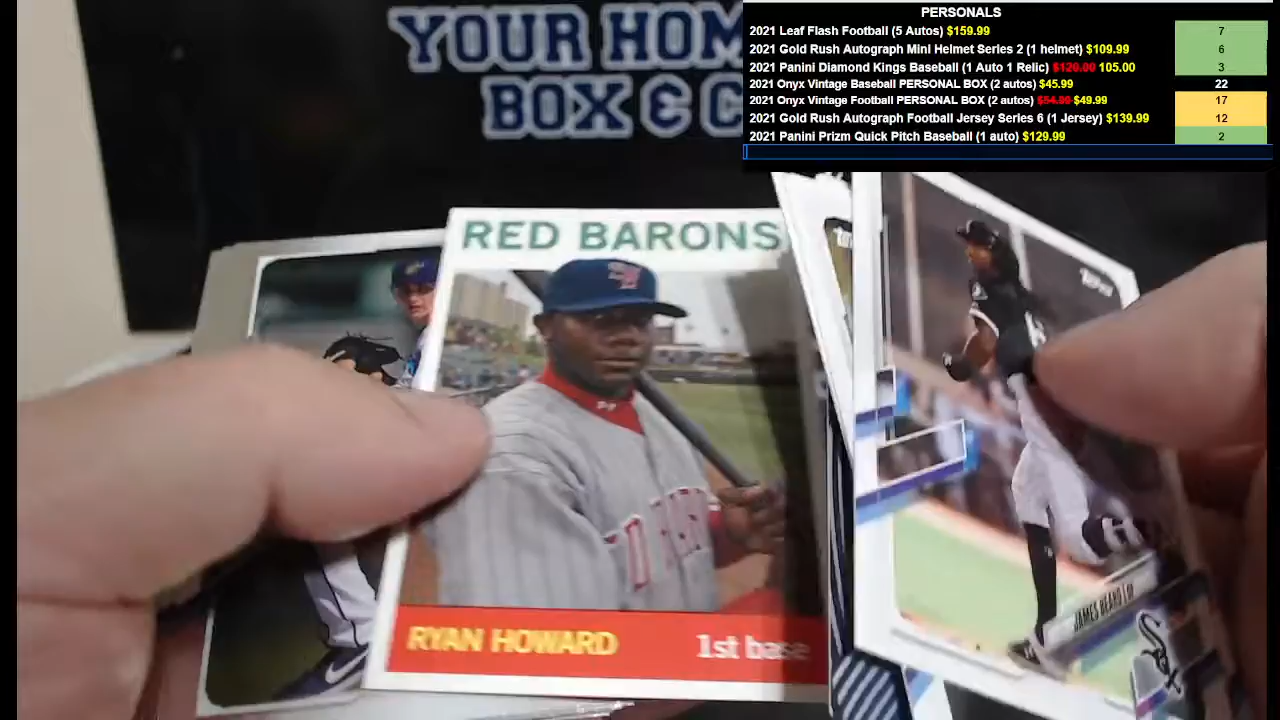 YOUR HOM
BOX & C
PERSONALS
2021 Leaf Flash Football (5 Autos) $159.99 7
2021 Gold Rush Autograph Mini Helmet Series 2 (1 helmet) $109.99 6
2021 Panini Diamond Kings Baseball (1 Auto 1 Relic) $120.00 105.00 3
2021 Onyx Vintage Baseball PERSONAL BOX (2 autos) $45.99 22
2021 Onyx Vintage Football PERSONAL BOX (2 autos) $54.99 $49.99 17
2021 Gold Rush Autograph Football Jersey Series 6 (1 Jersey) $139.99 12
2021 Panini Prizm Quick Pitch Baseball (1 auto) $129.99 2
RED BARONS
RYAN HOWARD 1st base
TOPPS
JAMES BEARD